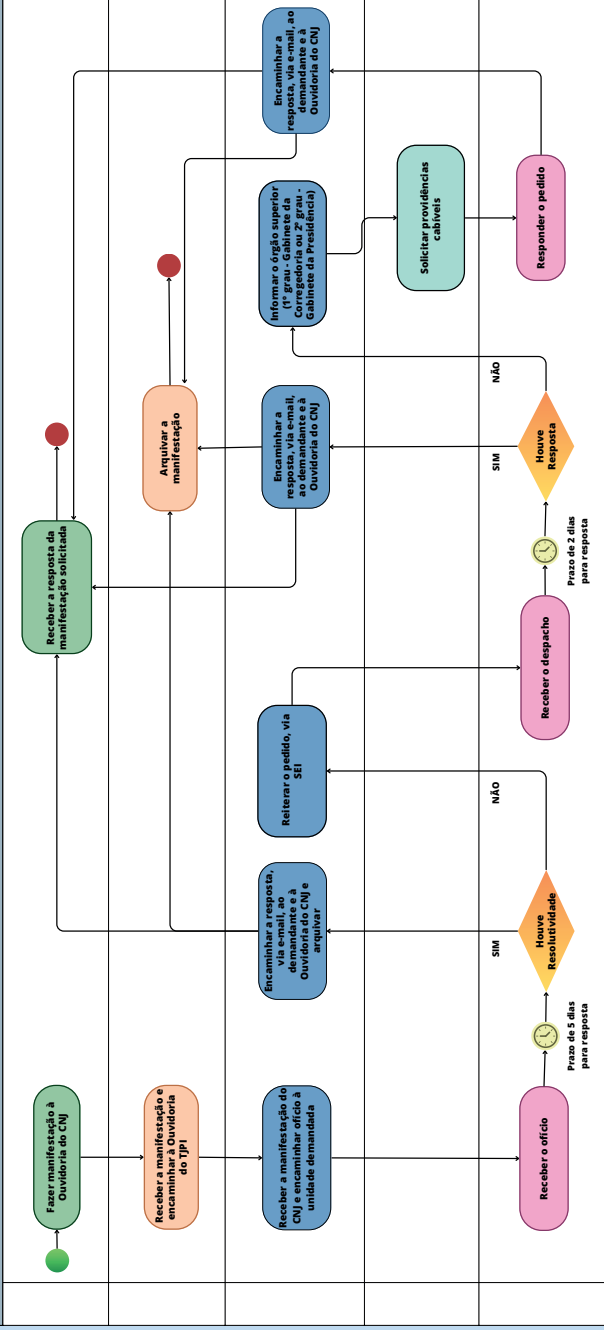 Fazer manifestação à
Ouvidoria do CNJ
Receber a manifestação e
encaminhar à Ouvidoria
do TJPI
Receber a manifestação do
CNJ e encaminhar ofício à
unidade demandada
Receber o ofício
Prazo de 5 dias
para resposta
Houve
Resolutividade
SIM
NÃO
Encaminhar a resposta,
via e-mail, ao
demandante e à
Ouvidoria do CNJ e
arquivar
Reiterar o pedido, via
SEI
Receber o despacho
Prazo de 2 dias
para resposta
Houve
Resposta
SIM
NÃO
Encaminhar a
resposta, via e-mail,
ao demandante e à
Ouvidoria do CNJ
Receber a resposta da
manifestação solicitada
Arquivar a
manifestação
Informar o órgão superior
(1º grau - Gabinete da
Corregedoria ou 2º grau -
Gabinete da Presidência)
Solicitar providências
cabíveis
Responder o pedido
Encaminhar a
resposta, via e-mail, ao
demandante e à
Ouvidoria do CNJ